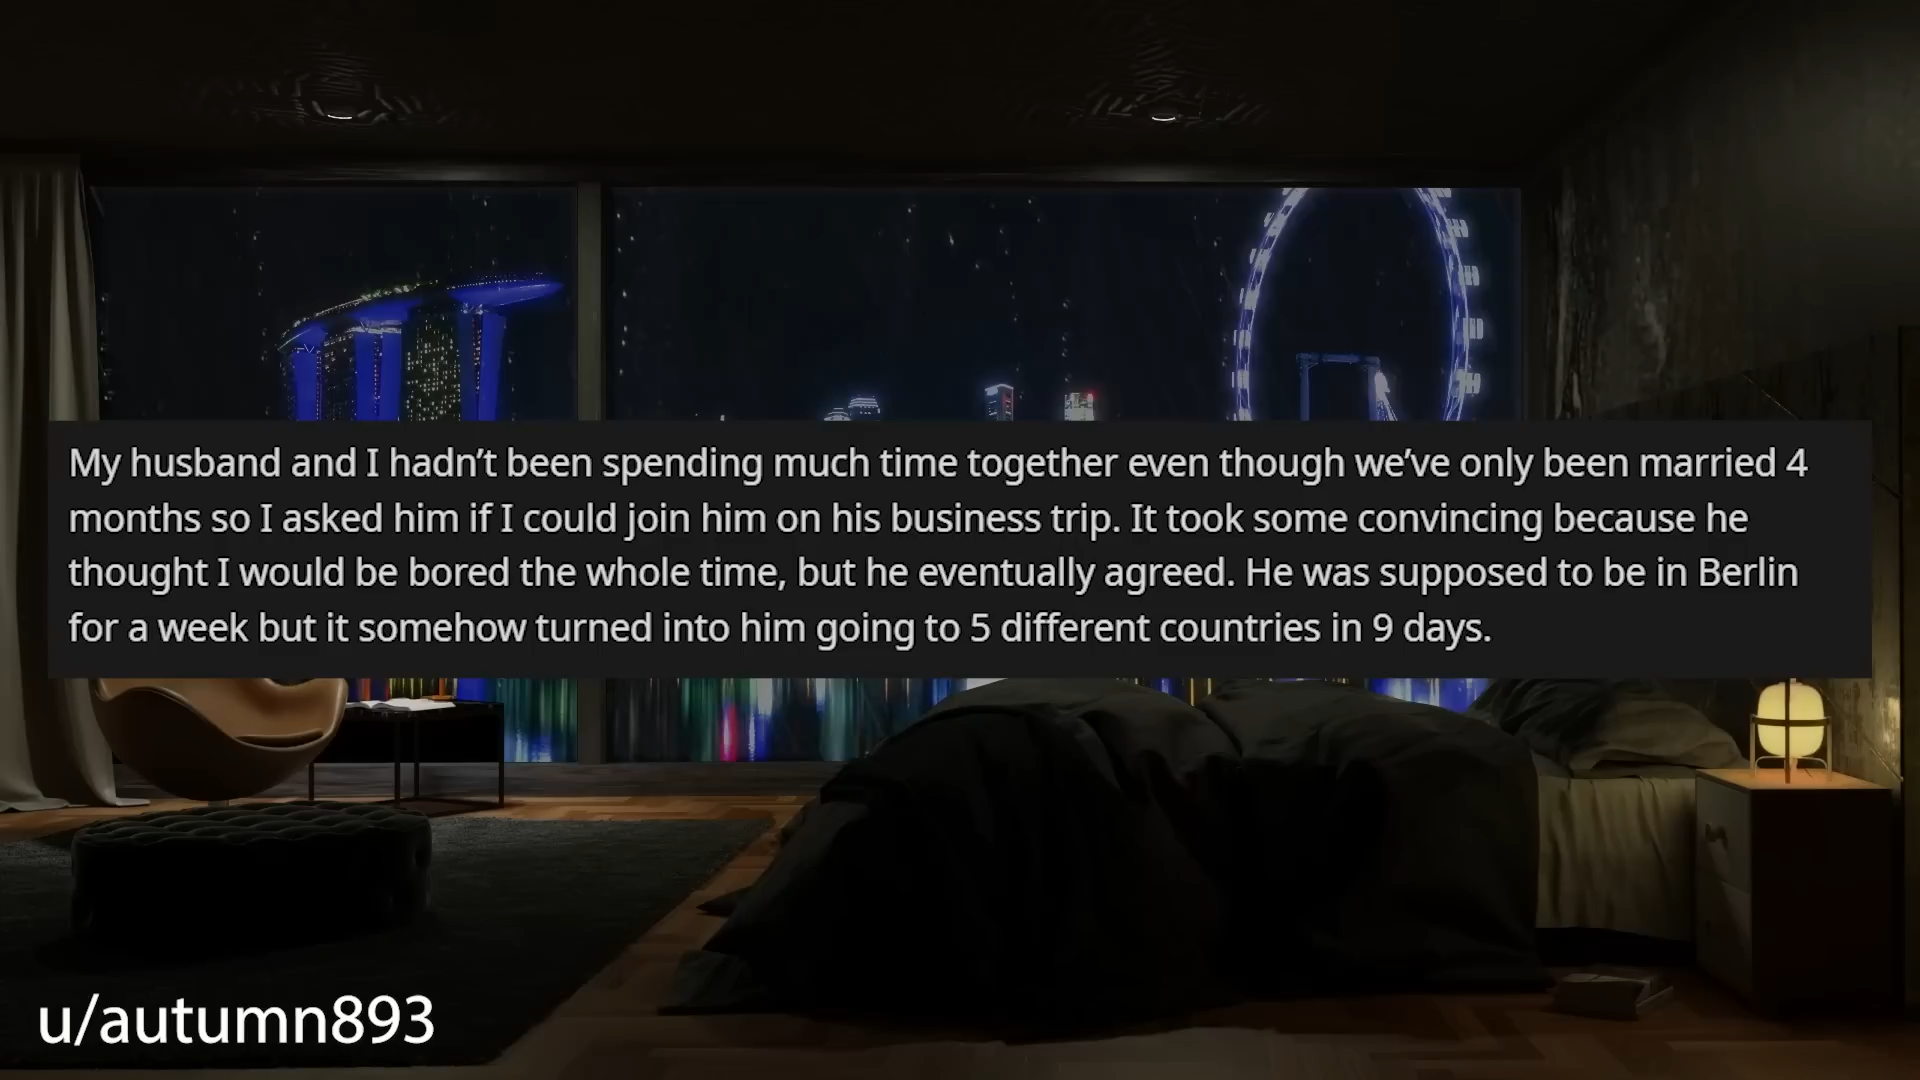 My husband and I hadn’t been spending much time together even though we’ve only been married 4
months so I asked him if I could join him on his business trip. It took some convincing because he
thought I would be bored the whole time, but he eventually agreed. He was supposed to be in Berlin
for a week but it somehow turned into him going to 5 different countries in 9 days.
u/autumn893